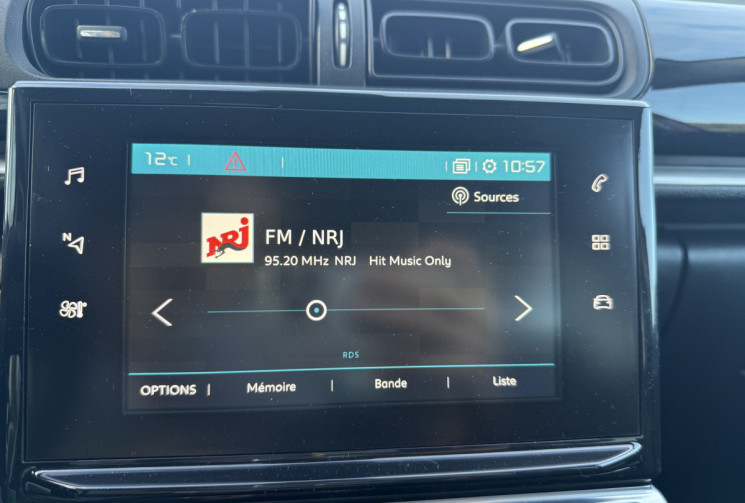 12°C
10:57
Sources
NRJ
FM / NRJ
95.20 MHz NRJ Hit Music Only
N
RDS
OPTIONS Mémoire Bande Liste